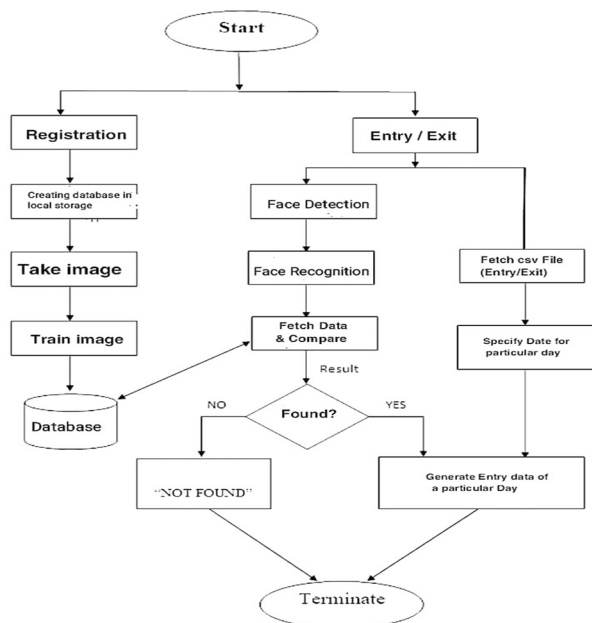 Start
Registration
Entry / Exit
Creating database in
local storage
Face Detection
Take image
Face Recognition
Fetch csv File
(Entry/Exit)
Train image
Fetch Data
& Compare
Specify Date for
particular day
Result
Database
NO
Found?
YES
"NOT FOUND"
Generate Entry data of
a particular Day
Terminate